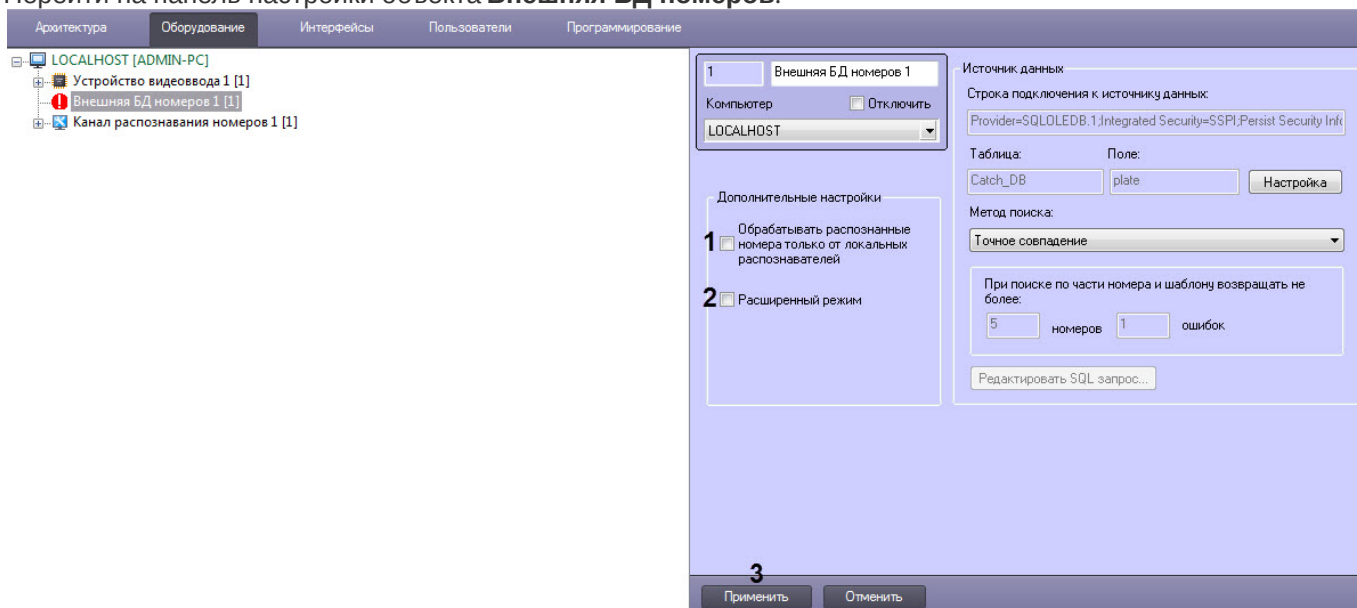 Перейти на панель настройки объекта Внешняя БД номеров.
Архитектура Оборудование Интерфейсы Пользователи Программирование
LOCALHOST [ADMIN-PC]
Устройство видеоввода 1 [1]
Внешняя БД номеров 1 [1]
Канал распознавания номеров 1 [1]
1 Внешняя БД номеров 1
Компьютер Отключить
LOCALHOST
Дополнительные настройки
1 Обрабатывать распознанные
номера только от локальных
распознавателей
2 Расширенный режим
Источник данных
Строка подключения к источнику данных:
Provider=SQLOLEDB.1;Integrated Security=SSPI;Persist Security Info
Таблица: Поле:
Catch_DB plate Настройка
Метод поиска:
Точное совпадение
При поиске по части номера и шаблону возвращать не
более:
5 номеров 1 ошибок
Редактировать SQL запрос...
3
Применить Отменить